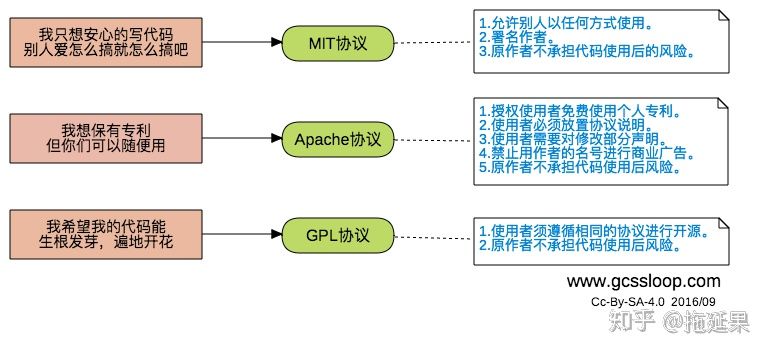 我只想安心的写代码
别人爱怎么搞就怎么搞吧
MIT协议
1.允许别人以任何方式使用。
2.署名作者。
3.原作者不承担代码使用后的风险。
我想保有专利
但你们可以随便用
Apache协议
1.授权使用者免费使用个人专利。
2.使用者必须放置协议说明。
3.使用者需要对修改部分声明。
4.禁止用作者的名号进行商业广告。
5.原作者不承担代码使用后风险。
我希望我的代码能
生根发芽，遍地开花
GPL协议
1.使用者须遵循相同的协议进行开源。
2.原作者不承担代码使用后风险。
www.gcssloop.com
Cc-By-SA-4.0 2016/09
知乎 @拖延果